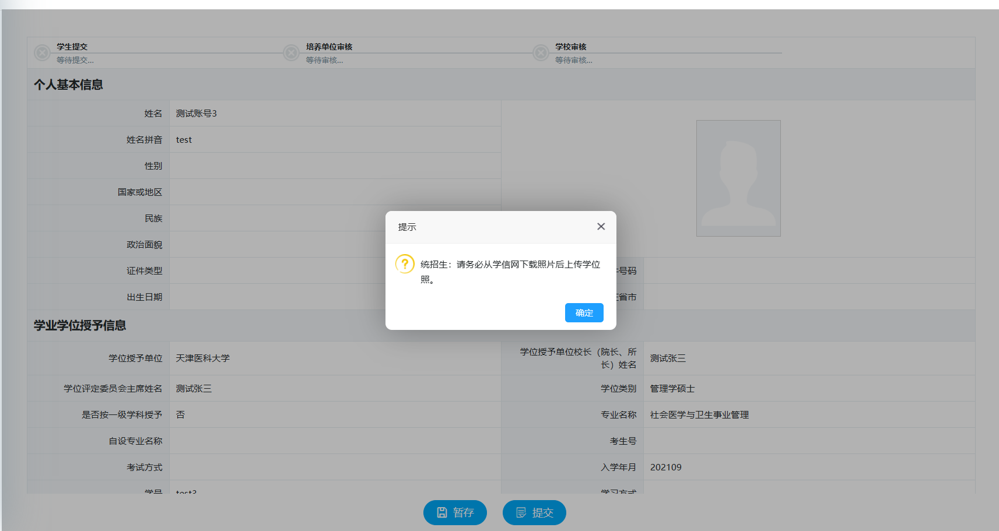 学生提交
等待提交...
培养单位审核
等待审核...
学校审核
等待审核...
个人基本信息
姓名 测试账号3
姓名拼音 test
性别
国家或地区
民族
政治面貌
证件类型
号码
出生日期
省市
提示
统招生：请务必从学信网下载照片后上传学位
照。
确定
学业学位授予信息
学位授予单位 天津医科大学
学位授予单位校长（院长、所
长）姓名
测试张三
学位评定委员会主席姓名 测试张三
学位类别 管理学硕士
是否按一级学科授予 否
专业名称 社会医学与卫生事业管理
自设专业名称
考生号
考试方式
入学年月 202109
学号 test3
学习方式
暂存
提交